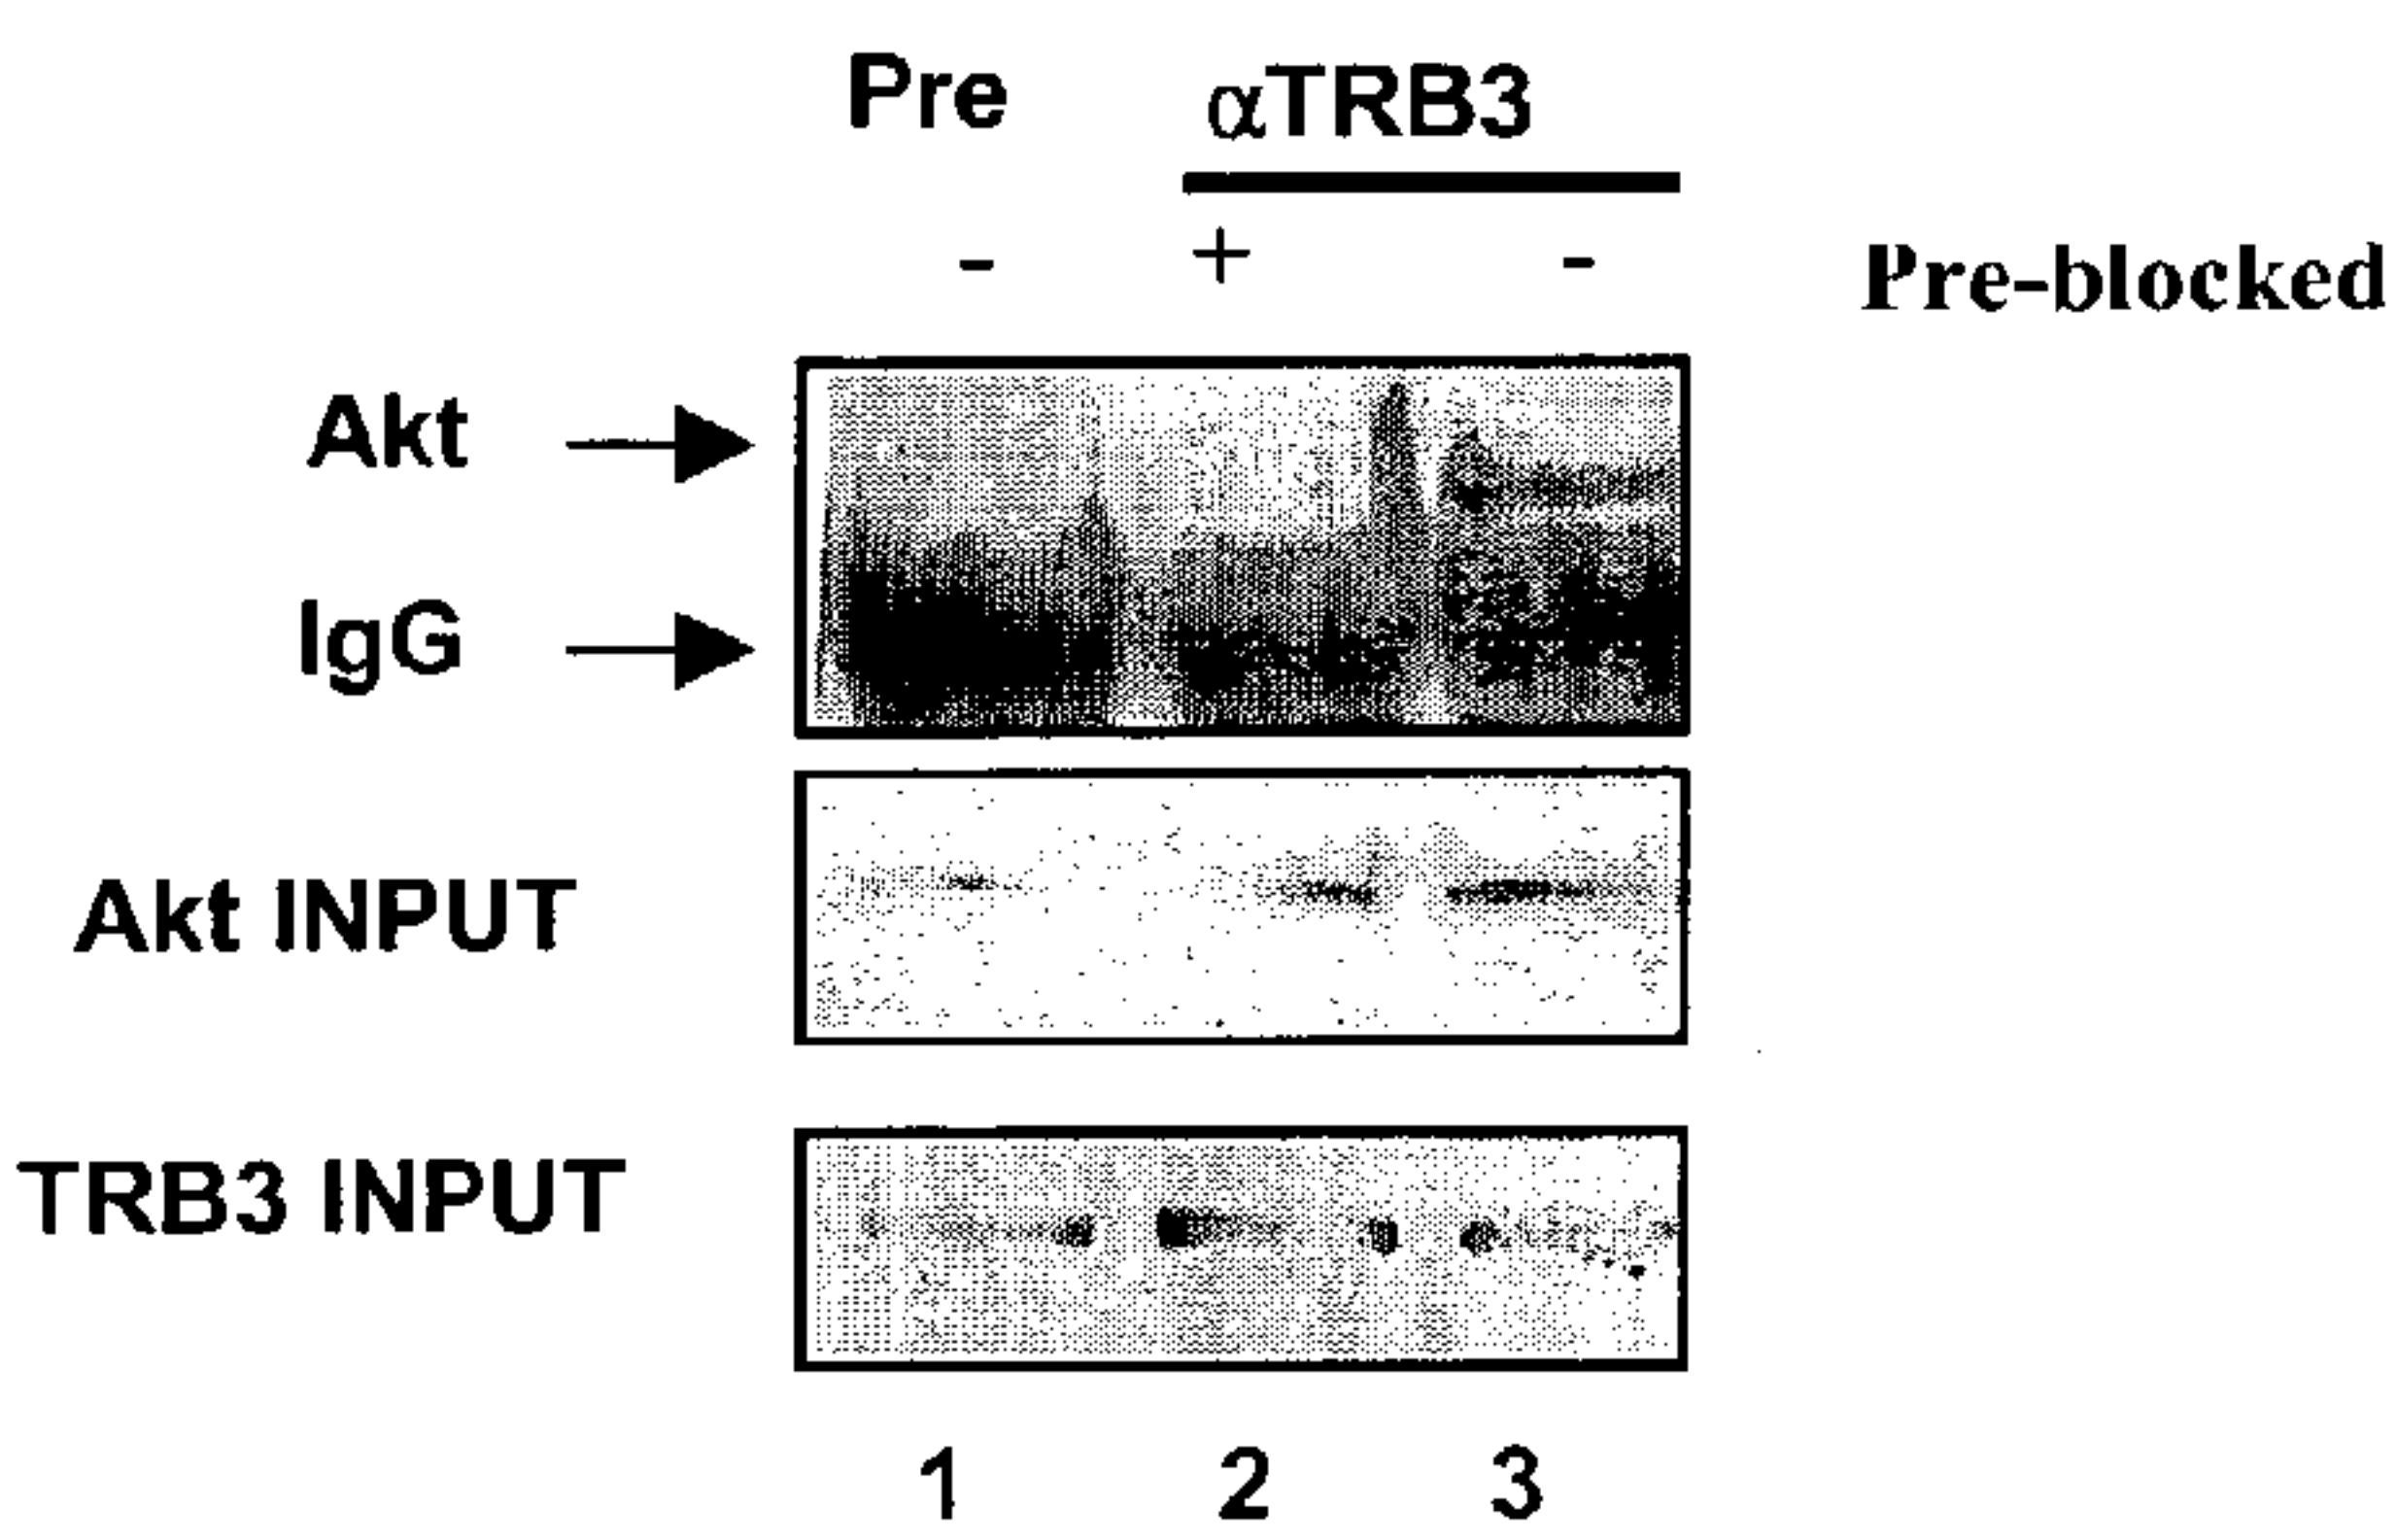 Pre αTRB3
- + - Pre-blocked
Akt
IgG
Akt INPUT
TRB3 INPUT
1 2 3